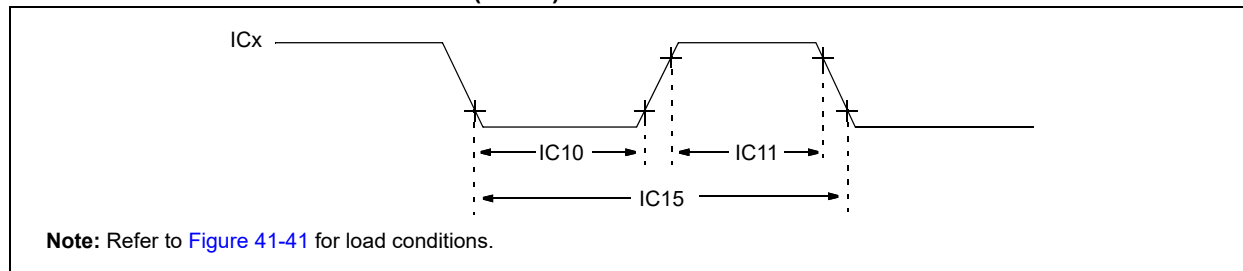 ICx
IC10
IC11
IC15
Note: Refer to Figure 41-41 for load conditions.